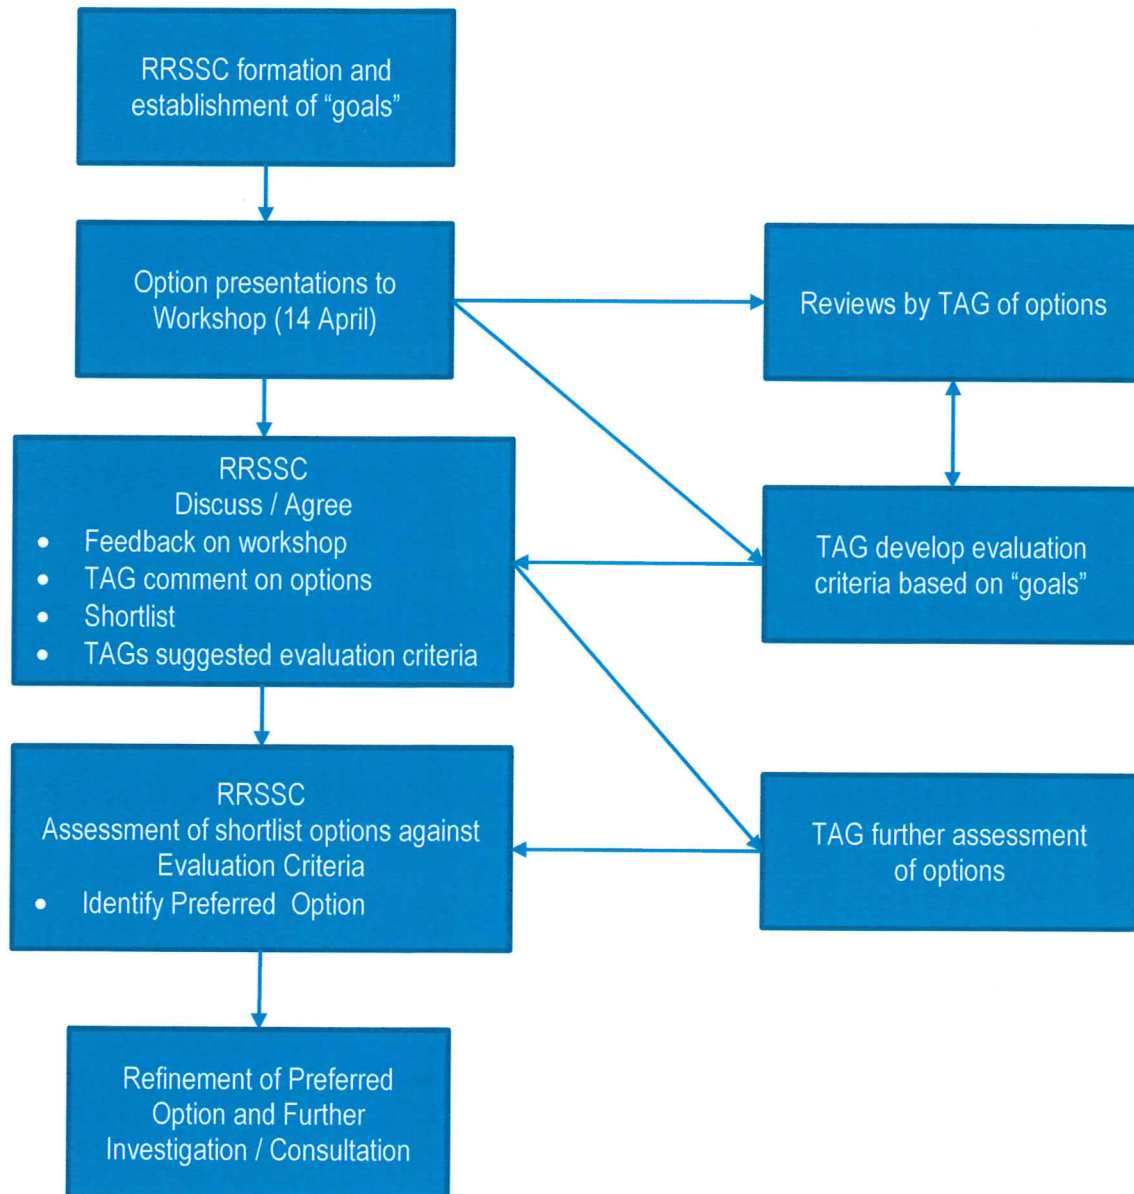 RRSSC formation and
establishment of “goals”
Option presentations to
Workshop (14 April)
Reviews by TAG of options
RRSSC
Discuss / Agree
• Feedback on workshop
• TAG comment on options
• Shortlist
• TAGs suggested evaluation criteria
TAG develop evaluation
criteria based on “goals”
RRSSC
Assessment of shortlist options against
Evaluation Criteria
• Identify Preferred Option
TAG further assessment
of options
Refinement of Preferred
Option and Further
Investigation / Consultation